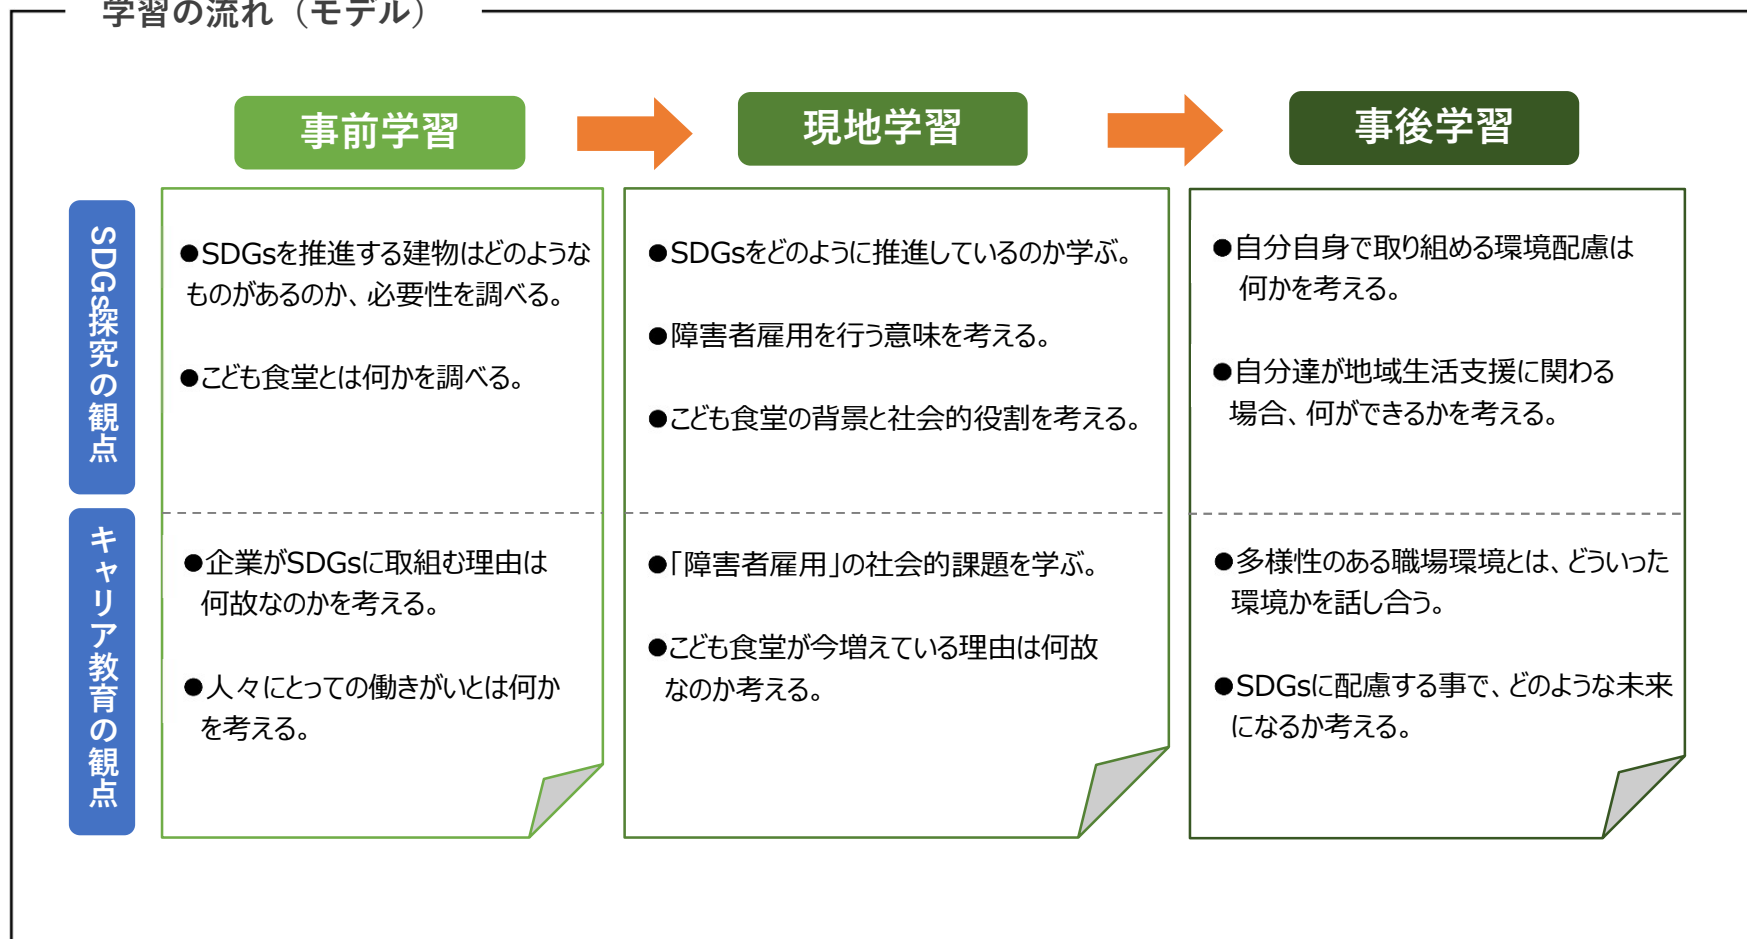 学習の流れ（モデル）
事前学習
現地学習
事後学習
SDGs探究の観点
●SDGsを推進する建物はどのような
ものがあるのか、必要性を調べる。
●こども食堂とは何かを調べる。
●SDGsをどのように推進しているのか学ぶ。
●障害者雇用を行う意味を考える。
●こども食堂の背景と社会的役割を考える。
●自分自身で取り組める環境配慮は
何かを考える。
●自分達が地域生活支援に関わる
場合、何ができるかを考える。
キャリア教育の観点
●企業がSDGsに取組む理由は
何故なのかを考える。
●人々にとっての働きがいとは何か
を考える。
●「障害者雇用」の社会的課題を学ぶ。
●こども食堂が今増えている理由は何故
なのか考える。
●多様性のある職場環境とは、どういった
環境かを話し合う。
●SDGsに配慮する事で、どのような未来
になるか考える。